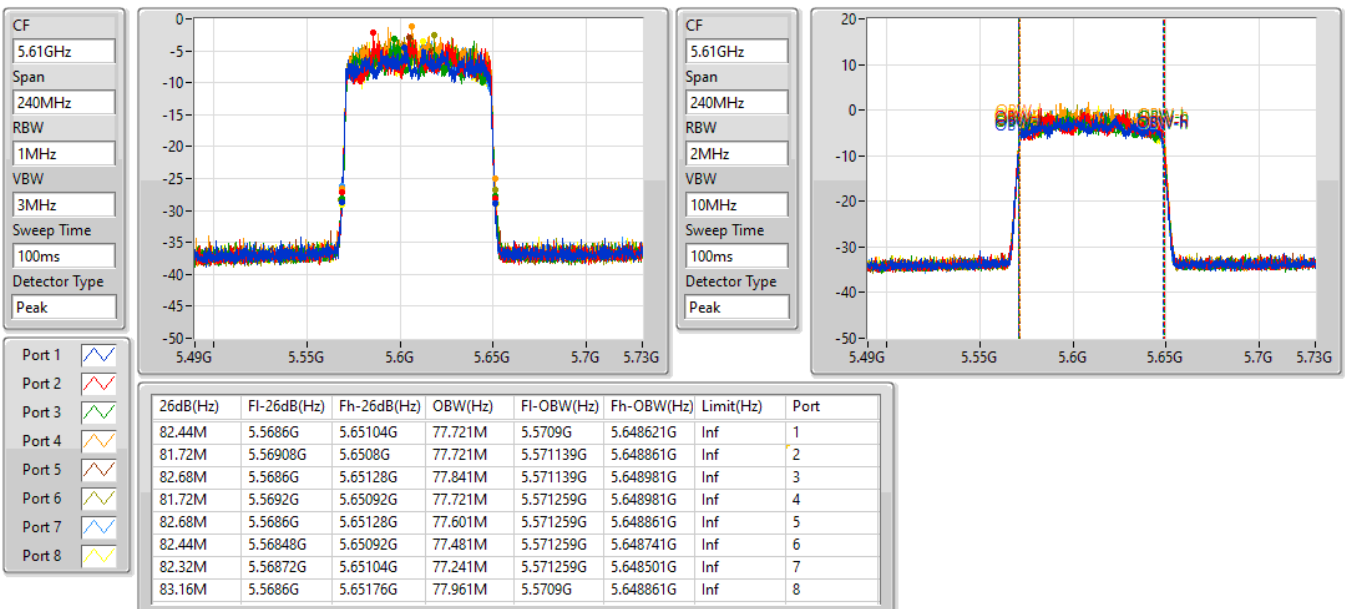 CF
5.61GHz
Span
240MHz
RBW
1MHz
VBW
3MHz
Sweep Time
100ms
Detector Type
Peak
0
-5
-10
-15
-20
-25
-30
-35
-40
-45
-50
5.49G 5.55G 5.6G 5.65G 5.7G 5.73G
CF
5.61GHz
Span
240MHz
RBW
2MHz
VBW
10MHz
Sweep Time
100ms
Detector Type
Peak
20
10
0
-10
-20
-30
-40
-50
5.49G 5.55G 5.6G 5.65G 5.7G 5.73G
Port 1
Port 2
Port 3
Port 4
Port 5
Port 6
Port 7
Port 8
26dB(Hz) Fl-26dB(Hz) Fh-26dB(Hz) OBW(Hz) Fl-OBW(Hz) Fh-OBW(Hz) Limit(Hz) Port
82.44M 5.5686G 5.65104G 77.721M 5.5709G 5.648621G Inf 1
81.72M 5.56908G 5.6508G 77.721M 5.571139G 5.648861G Inf 2
82.68M 5.5686G 5.65128G 77.841M 5.571139G 5.648981G Inf 3
81.72M 5.5692G 5.65092G 77.721M 5.571259G 5.648981G Inf 4
82.68M 5.5686G 5.65128G 77.601M 5.571259G 5.648861G Inf 5
82.44M 5.56848G 5.65092G 77.481M 5.571259G 5.648741G Inf 6
82.32M 5.56872G 5.65104G 77.241M 5.571259G 5.648501G Inf 7
83.16M 5.5686G 5.65176G 77.961M 5.5709G 5.648861G Inf 8